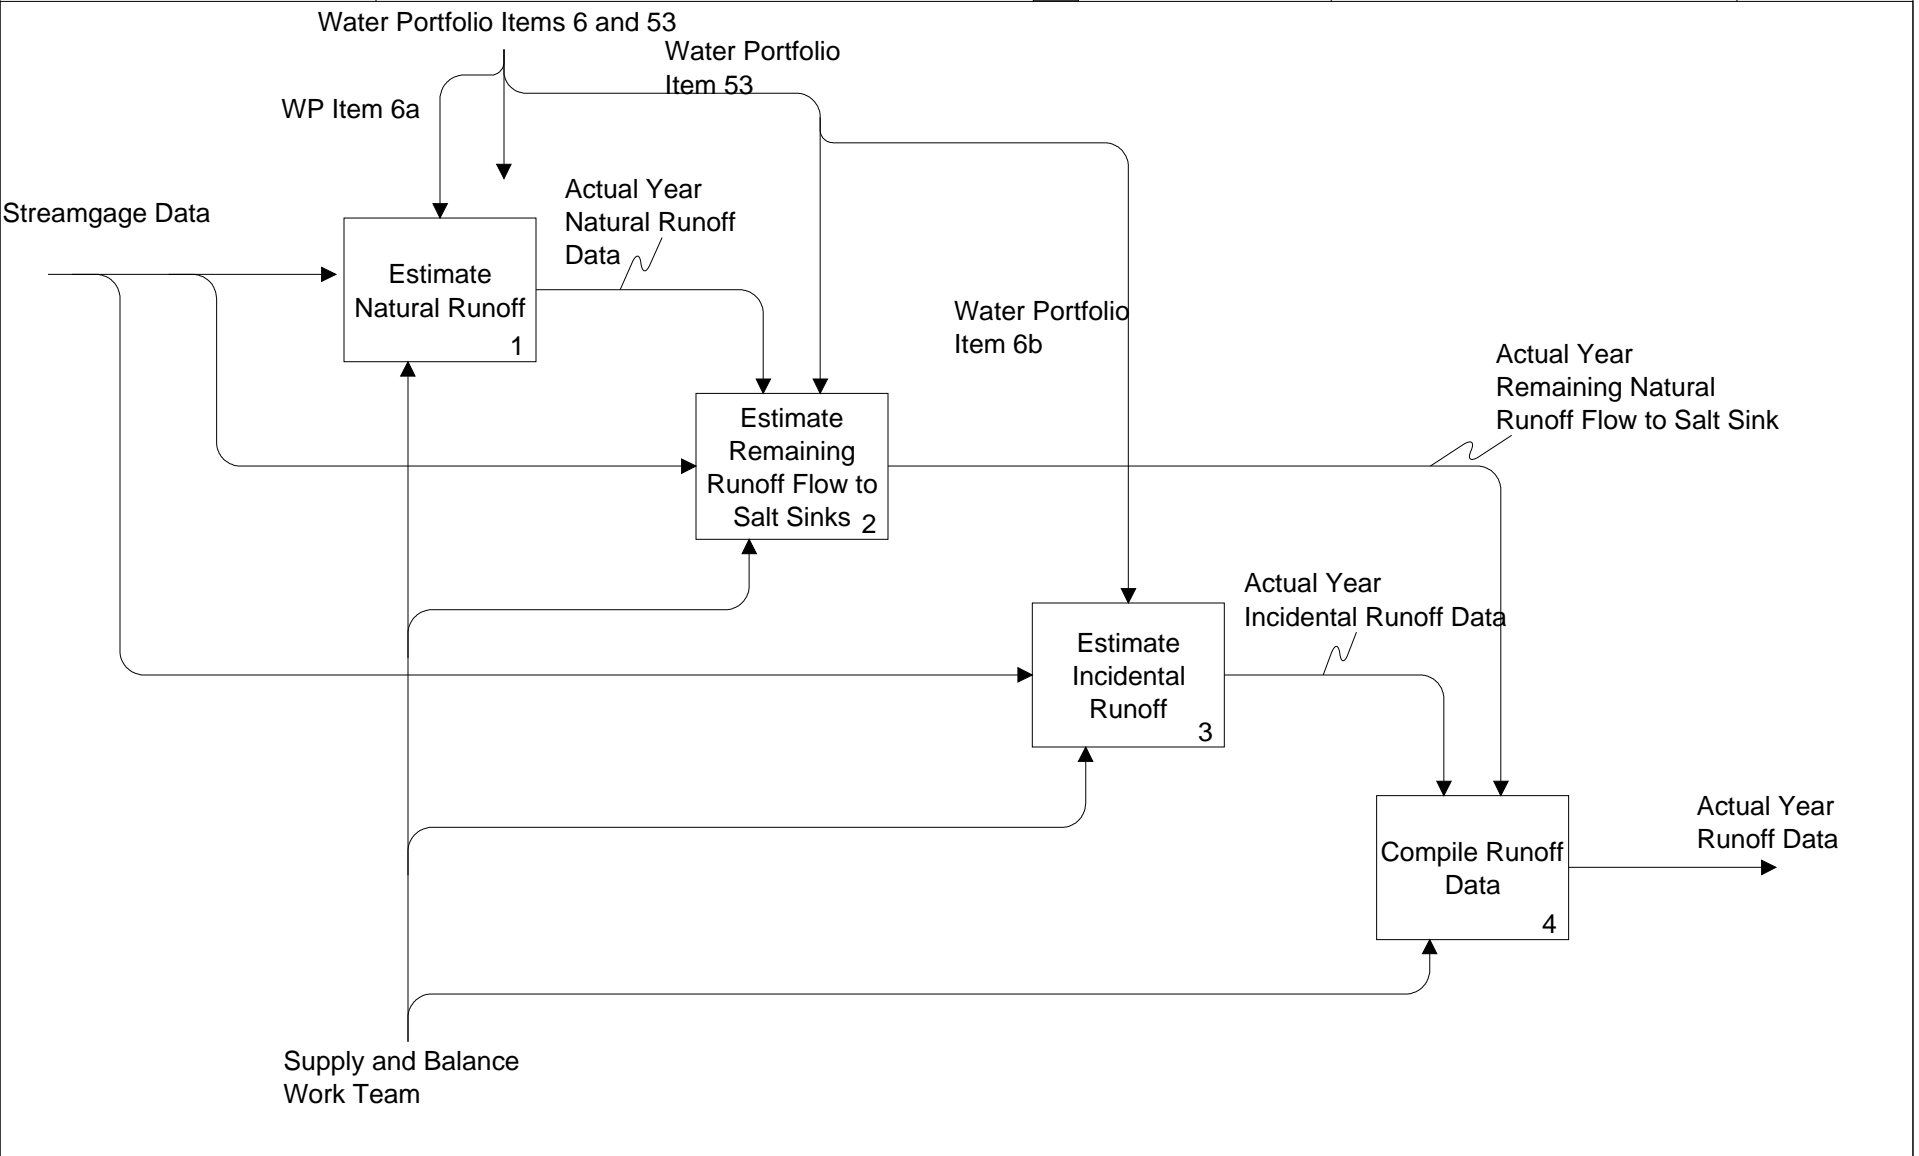 Water Portfolio Items 6 and 53
Water Portfolio
Item 53
WP Item 6a
Actual Year
Natural Runoff
Data
Streamgage Data
Estimate
Natural Runoff
1
Water Portfolio
Item 6b
Actual Year
Remaining Natural
Runoff Flow to Salt Sink
Estimate
Remaining
Runoff Flow to
Salt Sinks
2
Actual Year
Incidental Runoff Data
Estimate
Incidental
Runoff
3
Actual Year
Runoff Data
Compile Runoff
Data
4
Supply and Balance
Work Team